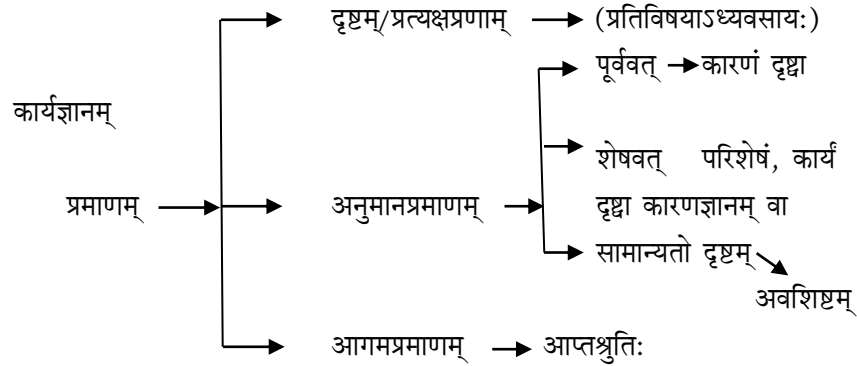 दृष्टम्/प्रत्यक्षप्रणाम् (प्रतिविषयाऽध्यवसाय:)
पूर्ववत् कारणं दृष्ट्वा
कार्यज्ञानम्
शेषवत् परिशेषं, कार्यं
प्रमाणम् अनुमानप्रमाणम् दृष्ट्वा कारणज्ञानम् वा
सामान्यतो दृष्टम्
अवशिष्टम्
आगमप्रमाणम् आप्तश्रुति: